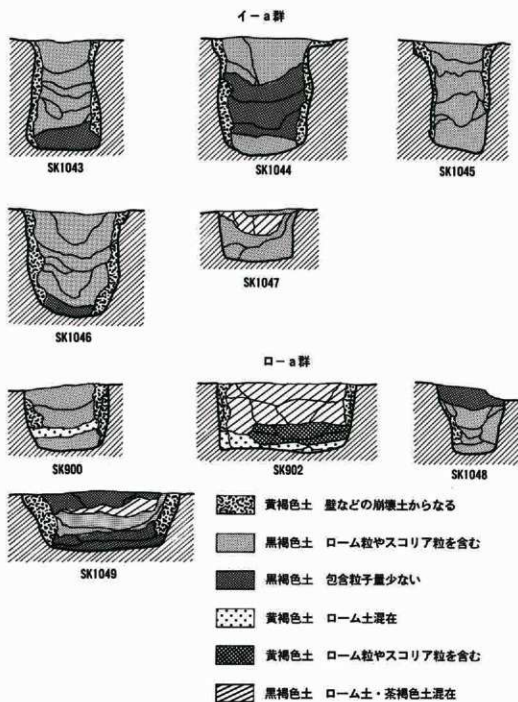 イ－a群
SK1043
SK1044
SK1045
SK1046
SK1047
ロ－a群
SK900
SK902
SK1048
SK1049
黄褐色土 壁などの崩壊土からなる
黒褐色土 ローム粒やスコリア粒を含む
黒褐色土 包含粒子量少ない
黄褐色土 ローム土混在
黄褐色土 ローム粒やスコリア粒を含む
黒褐色土 ローム土・茶褐色土混在